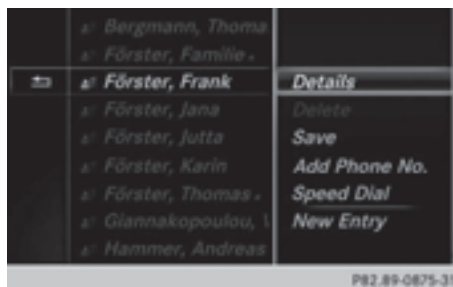 Bergmann, Thoma
Förster, Familie
Förster, Frank
Förster, Jana
Förster, Jutta
Förster, Karin
Förster, Thomas
Giannakopoulou, V
Hammer, Andreas
Details
Delete
Save
Add Phone No.
Speed Dial
New Entry
P82.89-0875-31